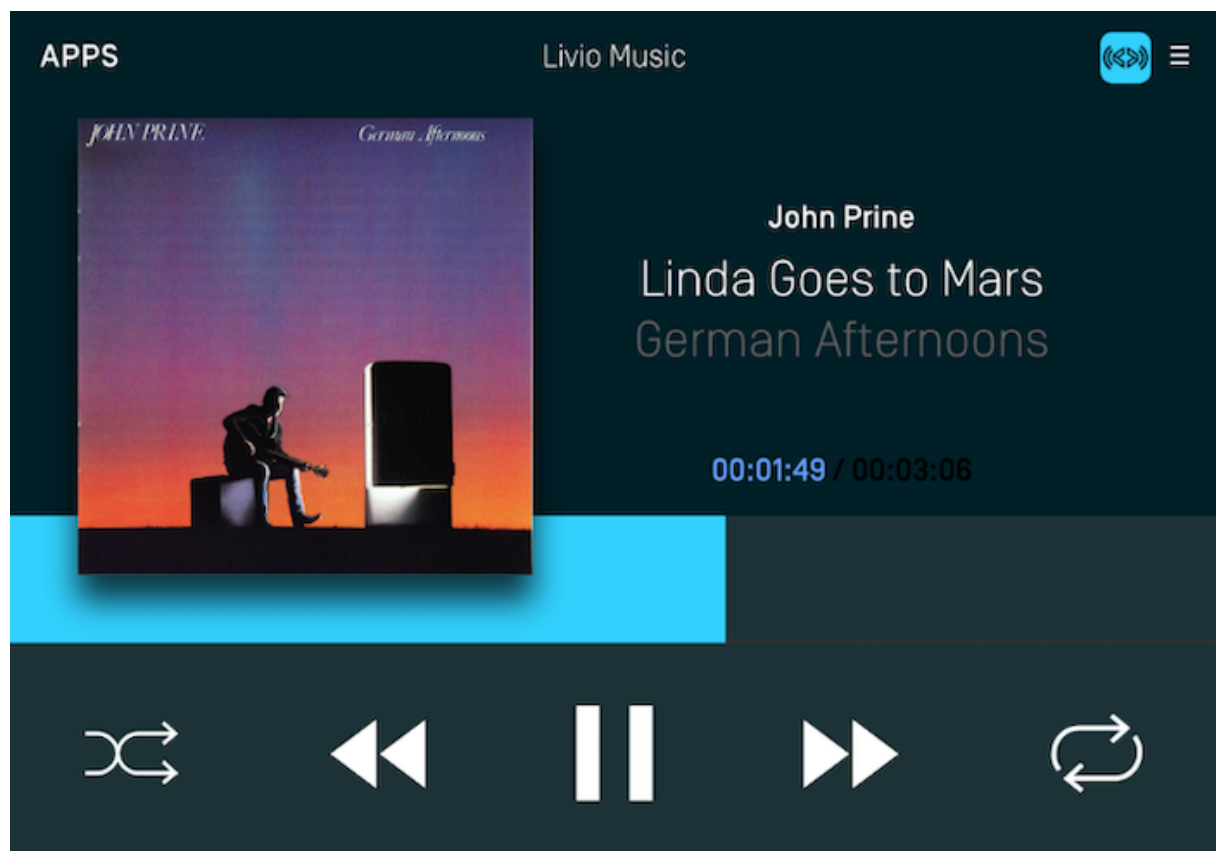 APPS
Livio Music
JOHN PRINE
German Afternoons
John Prine
Linda Goes to Mars
German Afternoons
00:01:49 / 00:03:06